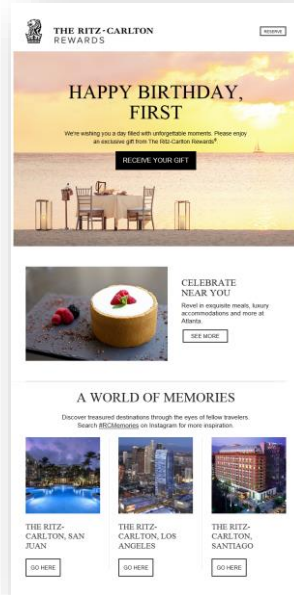 THE RITZ-CARLTON
REWARDS
RESERVE
HAPPY BIRTHDAY,
FIRST
We're wishing you a day filled with unforgettable moments. Please enjoy
an exclusive gift from The Ritz-Carlton Rewards®.
RECEIVE YOUR GIFT
CELEBRATE
NEAR YOU
Revel in exquisite meals, luxury
accommodations and more at
Atlanta.
SEE MORE
A WORLD OF MEMORIES
Discover treasured destinations through the eyes of fellow travelers.
Search #RCMemories on Instagram for more inspiration.
THE RITZ-
CARLTON, SAN
JUAN
GO HERE
THE RITZ-
CARLTON, LOS
ANGELES
GO HERE
THE RITZ-
CARLTON,
SANTIAGO
GO HERE